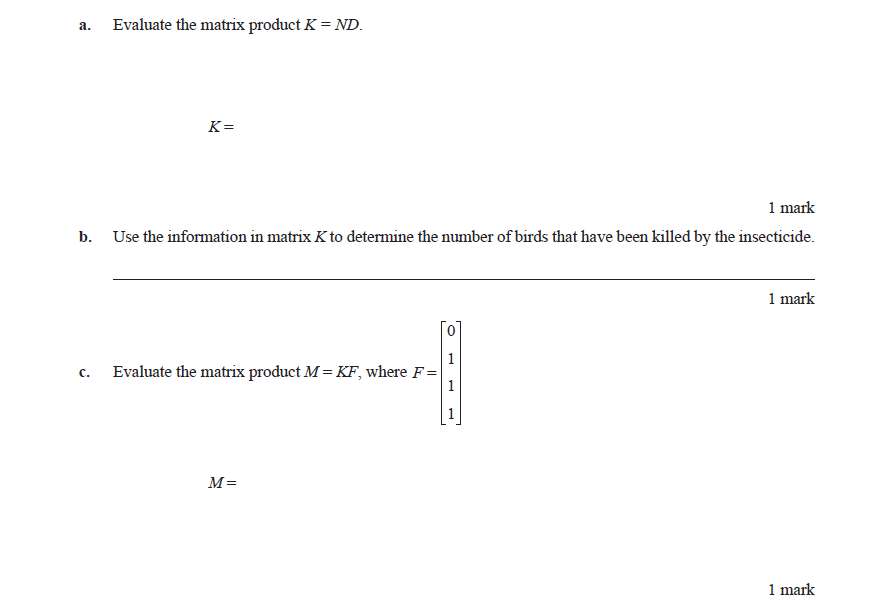 a. Evaluate the matrix product K = ND.
K =
1 mark
b. Use the information in matrix K to determine the number of birds that have been killed by the insecticide.
1 mark
0
1
c. Evaluate the matrix product M = KF, where F =
1
1
M =
1 mark